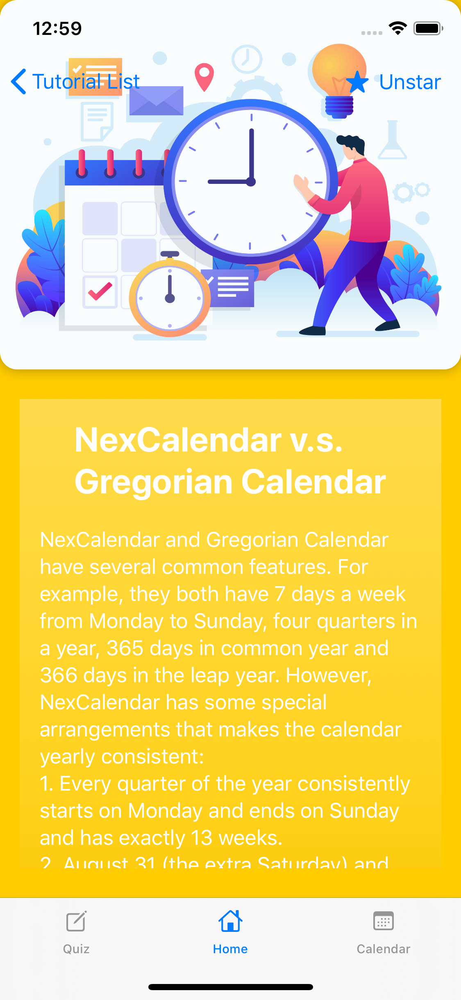 12:59
Tutorial List
Unstar
NexCalendar v.s.
Gregorian Calendar
NexCalendar and Gregorian Calendar
have several common features. For
example, they both have 7 days a week
from Monday to Sunday, four quarters in
a year, 365 days in common year and
366 days in the leap year. However,
NexCalendar has some special
arrangements that makes the calendar
yearly consistent:
1. Every quarter of the year consistently
starts on Monday and ends on Sunday
and has exactly 13 weeks.
2. August 31 (the extra Saturday) and
Quiz
Home
Calendar